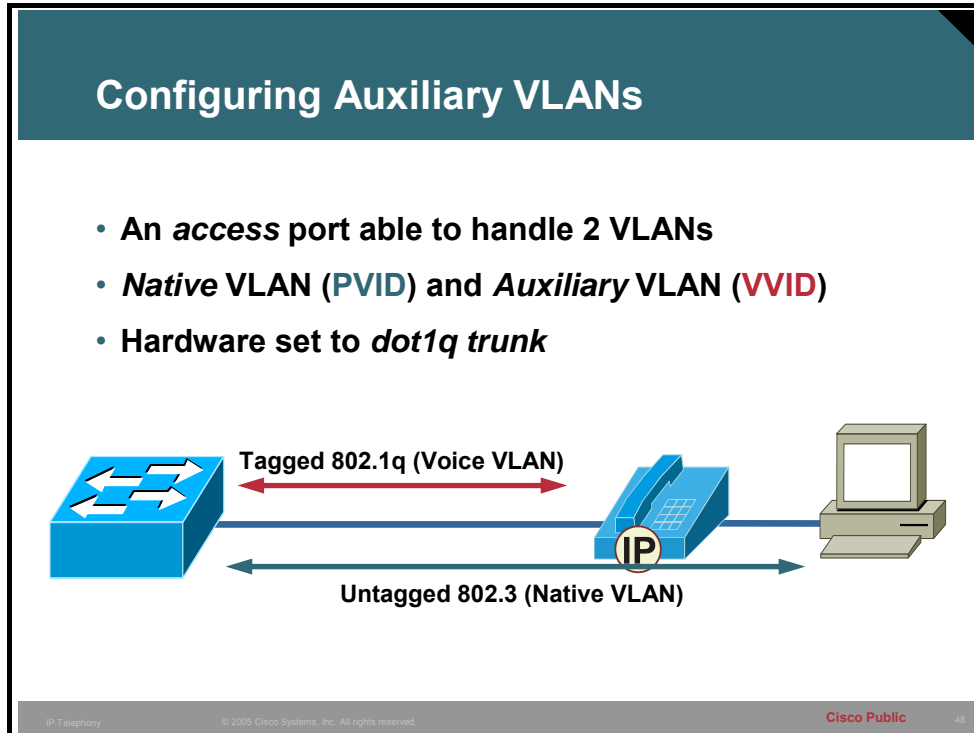 Configuring Auxiliary VLANs
• An access port able to handle 2 VLANs
• Native VLAN (PVID) and Auxiliary VLAN (VVID)
• Hardware set to dot1q trunk
Tagged 802.1q (Voice VLAN)
IP
Untagged 802.3 (Native VLAN)
IP Telephony © 2005 Cisco Systems, Inc. All rights reserved. Cisco Public 48